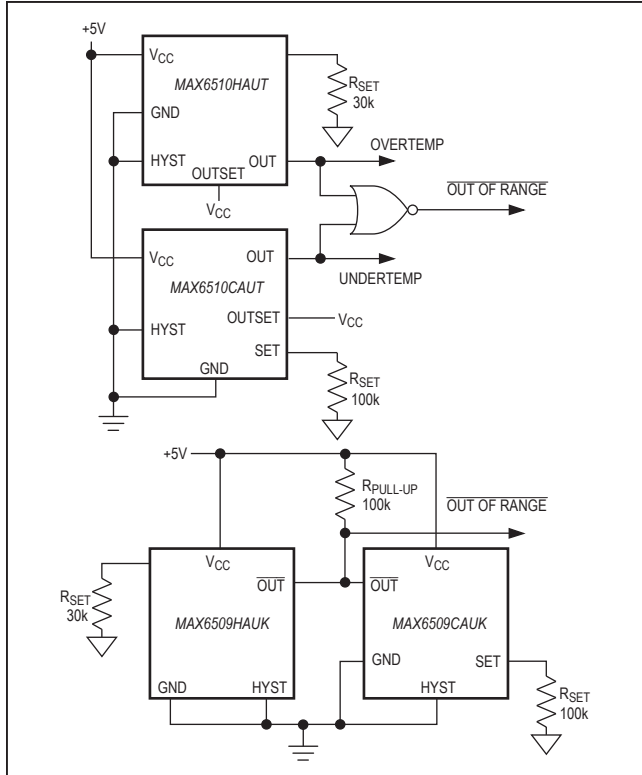 +5V
VCC
MAX6510HAUT
RSET
30k
GND
HYST
OUT
OUTSET
VCC
OVERTEMP
OUT OF RANGE
VCC
OUT
UNDERTEMP
MAX6510CAUT
OUTSET
VCC
HYST
SET
GND
RSET
100k
+5V
RPULL-UP
100k
OUT OF RANGE
VCC
VCC
RSET
30k
OUT
OUT
MAX6509HAUK
MAX6509CAUK
GND
HYST
GND
SET
HYST
RSET
100k